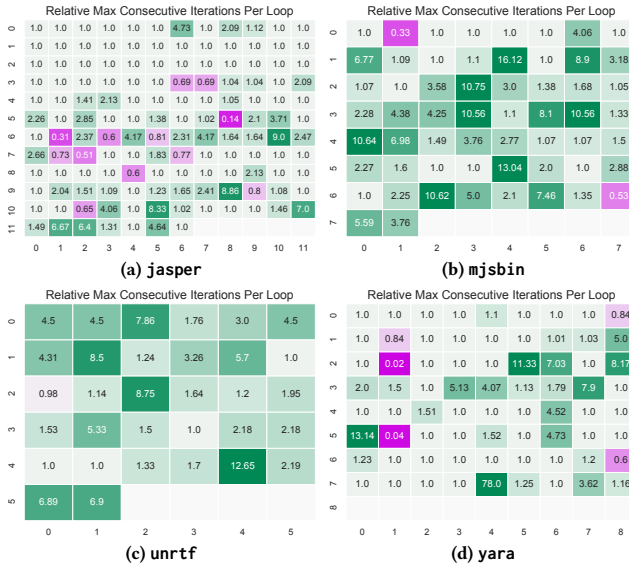 Relative Max Consecutive Iterations Per Loop
0 1.0 1.0 1.0 1.0 1.0 1.0 4.73 1.0 2.09 1.12 1.0 1.0
1 1.0 1.0 1.0 1.0 1.0 1.0 1.0 1.0 1.0 1.0 1.0 1.0
2 1.0 1.0 1.0 1.0 1.0 1.0 1.0 1.0 1.0 1.0 1.0 1.0
3 1.0 1.0 1.0 1.0 1.0 1.0 0.69 0.69 1.04 1.04 1.0 2.09
4 1.0 1.0 1.41 2.13 1.0 1.0 1.0 1.0 1.05 1.0 1.0 1.0
5 2.26 1.0 2.85 1.0 1.0 1.38 1.0 1.02 0.14 2.1 3.71 1.0
6 1.0 0.31 2.37 0.6 4.17 0.81 2.31 4.17 1.64 1.64 9.0 2.47
7 2.66 0.73 0.51 1.0 1.0 1.83 0.77 1.0 1.0 1.0 1.0 1.0
8 1.0 1.0 1.0 1.0 0.6 1.0 1.0 1.0 1.0 2.13 1.0 1.0
9 1.0 2.04 1.51 1.09 1.0 1.23 1.65 2.41 8.86 0.8 1.08 1.0
10 1.0 1.0 0.65 4.06 1.0 8.33 1.02 1.0 1.0 1.0 1.46 7.0
11 1.49 6.67 6.4 1.31 1.0 4.64 1.0
0 1 2 3 4 5 6 7 8 9 10 11
(a) jasper
Relative Max Consecutive Iterations Per Loop
0 1.0 0.33 1.0 1.0 1.0 1.0 4.06 1.0
1 6.77 1.09 1.0 1.1 16.12 1.0 8.9 3.18
2 1.07 1.0 3.58 10.75 3.0 1.38 1.68 1.05
3 2.28 4.38 4.25 10.56 1.1 8.1 10.56 1.33
4 10.64 6.98 1.49 3.76 2.77 1.07 1.07 1.5
5 2.27 1.6 1.0 1.0 13.04 2.0 1.0 2.88
6 1.0 2.25 10.62 5.0 2.1 7.46 1.35 0.53
7 5.59 3.76
0 1 2 3 4 5 6 7
(b) mjsbin
Relative Max Consecutive Iterations Per Loop
0 4.5 4.5 7.86 1.76 3.0 4.5
1 4.31 8.5 1.24 3.26 5.7 1.0
2 0.98 1.14 8.75 1.64 1.2 1.95
3 1.53 5.33 1.5 1.0 2.18 2.18
4 1.0 1.0 1.33 1.7 12.65 2.19
5 6.89 6.9
0 1 2 3 4 5
(c) unrtf
Relative Max Consecutive Iterations Per Loop
0 1.0 1.0 1.0 1.0 1.1 1.0 1.0 1.0 0.84
1 1.0 0.84 1.0 1.0 1.0 1.0 1.01 1.03 5.0
2 1.0 0.02 1.0 1.0 1.0 11.33 7.03 1.0 8.17
3 2.0 1.5 1.0 5.13 4.07 1.13 1.79 7.9 1.0
4 1.0 1.0 1.51 1.0 1.0 1.0 4.52 1.0 1.0
5 13.14 0.04 1.0 1.0 1.52 1.0 4.73 1.0 1.0
6 1.23 1.0 1.0 1.0 1.0 1.0 1.0 1.2 0.6
7 1.0 1.0 1.0 1.0 78.0 1.25 1.0 3.62 1.16
8
0 1 2 3 4 5 6 7 8
(d) yara